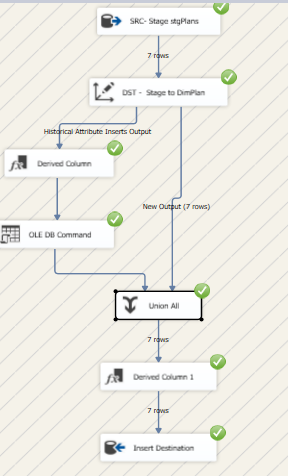 SRC- Stage stgPlans
7 rows
DST - Stage to DimPlan
Historical Attribute Inserts Output
Derived Column
New Output (7 rows)
OLE DB Command
Union All
7 rows
Derived Column 1
7 rows
Insert Destination